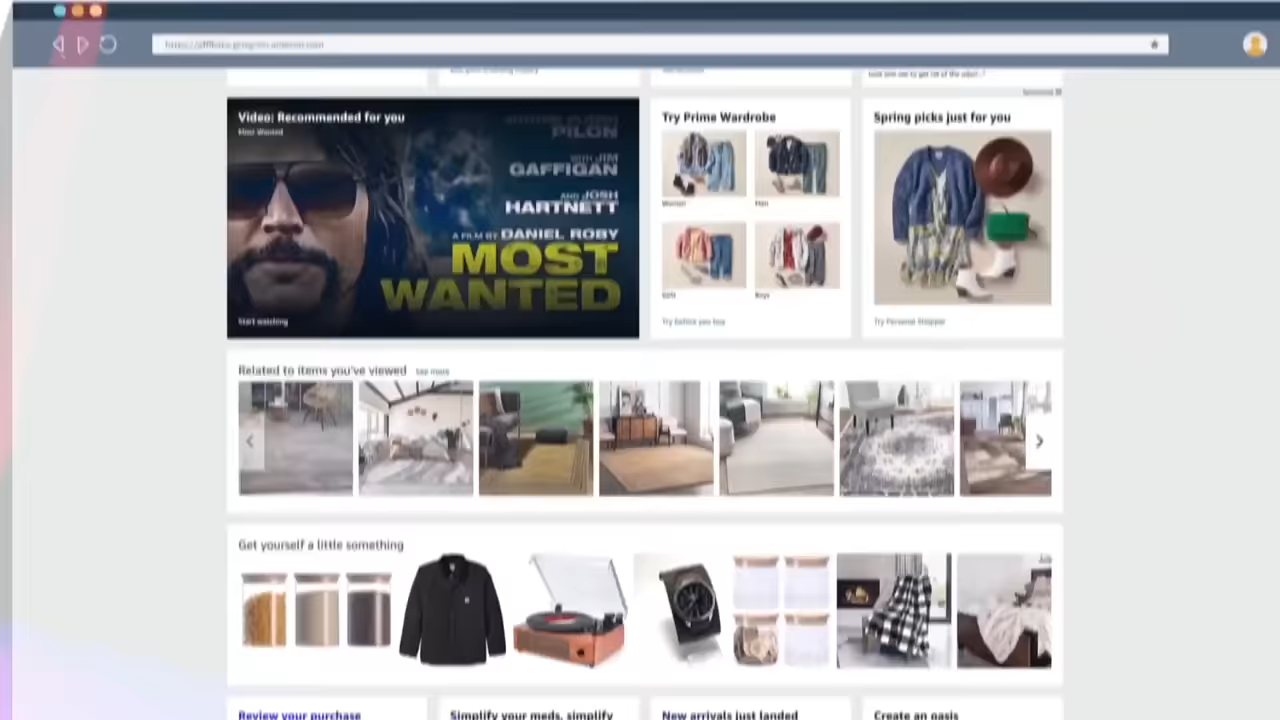 Video: Recommended for you
Most Wanted
PILON
WITH JIM
GAFFIGAN
AND JOSH
HARTNETT
A FILM BY DANIEL ROBY
MOST
WANTED
Start watching
Try Prime Wardrobe
Women
Men
Girls
Boys
Try before you buy
Spring picks just for you
Try Personal Shopper
Related to items you've viewed See more
Get yourself a little something
Review your purchase
Simplify your meds, simplify
New arrivals just landed
Create an oasis